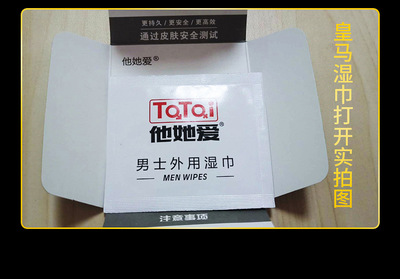 更持久 / 更安全 / 更高效
通过皮肤安全测试
他她爱®
TOTOi
他她爱®
男士外用湿巾
MEN WIPES
注意事项
皇马湿巾打开实拍图